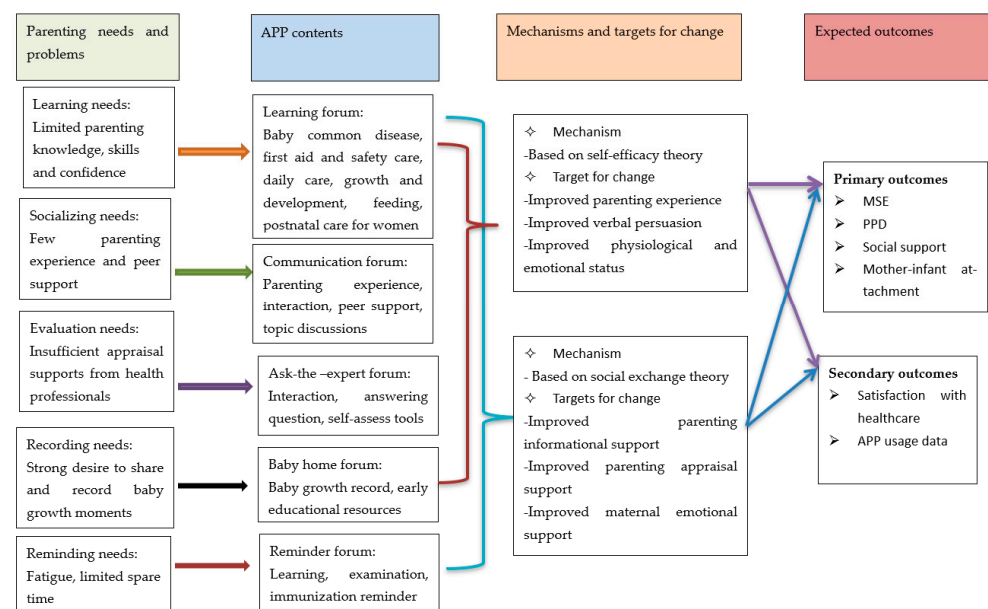 Parenting needs and
problems
APP contents
Mechanisms and targets for change
Expected outcomes
Learning needs:
Limited parenting
knowledge, skills
and confidence
Socializing needs:
Few parenting
experience and peer
support
Evaluation needs:
Insufficient appraisal
supports from health
professionals
Recording needs:
Strong desire to share
and record baby
growth moments
Reminding needs:
Fatigue, limited spare
time
Learning forum:
Baby common disease,
first aid and safety care,
daily care, growth and
development, feeding,
postnatal care for women
Communication forum:
Parenting experience,
interaction, peer support,
topic discussions
Ask-the –expert forum:
Interaction, answering
question, self-assess tools
Baby home forum:
Baby growth record, early
educational resources
Reminder forum:
Learning, examination,
immunization reminder
✧ Mechanism
-Based on self-efficacy theory
✧ Target for change
-Improved parenting experience
-Improved verbal persuasion
-Improved physiological and
emotional status
✧ Mechanism
- Based on social exchange theory
✧ Targets for change
-Improved parenting
informational support
-Improved parenting appraisal
support
-Improved maternal emotional
support
Primary outcomes
➢ MSE
➢ PPD
➢ Social support
➢ Mother-infant at-
tachment
Secondary outcomes
➢ Satisfaction with
healthcare
➢ APP usage data